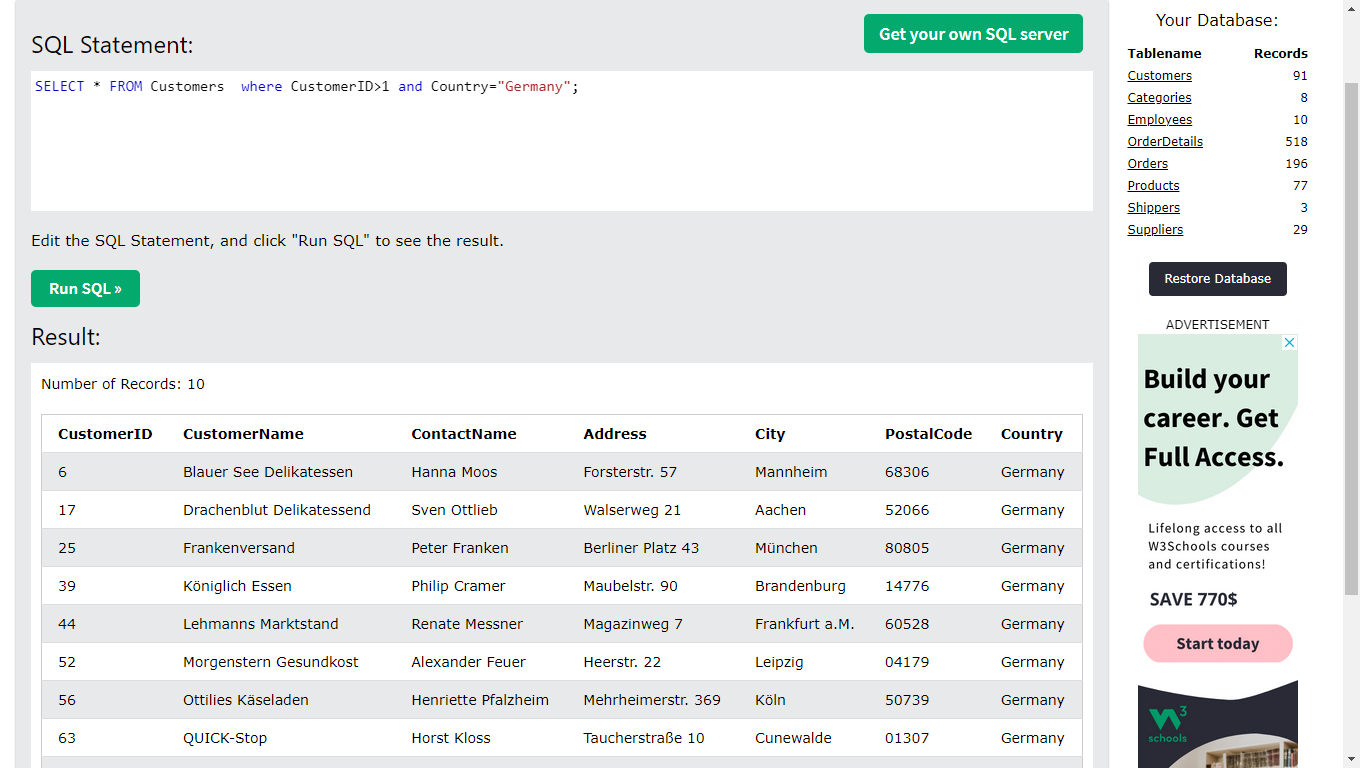 Get your own SQL server
SQL Statement:
SELECT * FROM Customers  where CustomerID>1 and Country="Germany";
Edit the SQL Statement, and click "Run SQL" to see the result.
Run SQL »
Result:
Number of Records: 10
CustomerID CustomerName ContactName Address City PostalCode Country
6 Blauer See Delikatessen Hanna Moos Forsterstr. 57 Mannheim 68306 Germany
17 Drachenblut Delikatessend Sven Ottlieb Walserweg 21 Aachen 52066 Germany
25 Frankenversand Peter Franken Berliner Platz 43 München 80805 Germany
39 Königlich Essen Philip Cramer Maubelstr. 90 Brandenburg 14776 Germany
44 Lehmanns Marktstand Renate Messner Magazinweg 7 Frankfurt a.M. 60528 Germany
52 Morgenstern Gesundkost Alexander Feuer Heerstr. 22 Leipzig 04179 Germany
56 Ottilies Käseladen Henriette Pfalzheim Mehrheimerstr. 369 Köln 50739 Germany
63 QUICK-Stop Horst Kloss Taucherstraße 10 Cunewalde 01307 Germany
Your Database:
Tablename Records
Customers 91
Categories 8
Employees 10
OrderDetails 518
Orders 196
Products 77
Shippers 3
Suppliers 29
Restore Database
ADVERTISEMENT
Build your
career. Get
Full Access.
Lifelong access to all
W3Schools courses
and certifications!
SAVE 770$
Start today
W3
schools